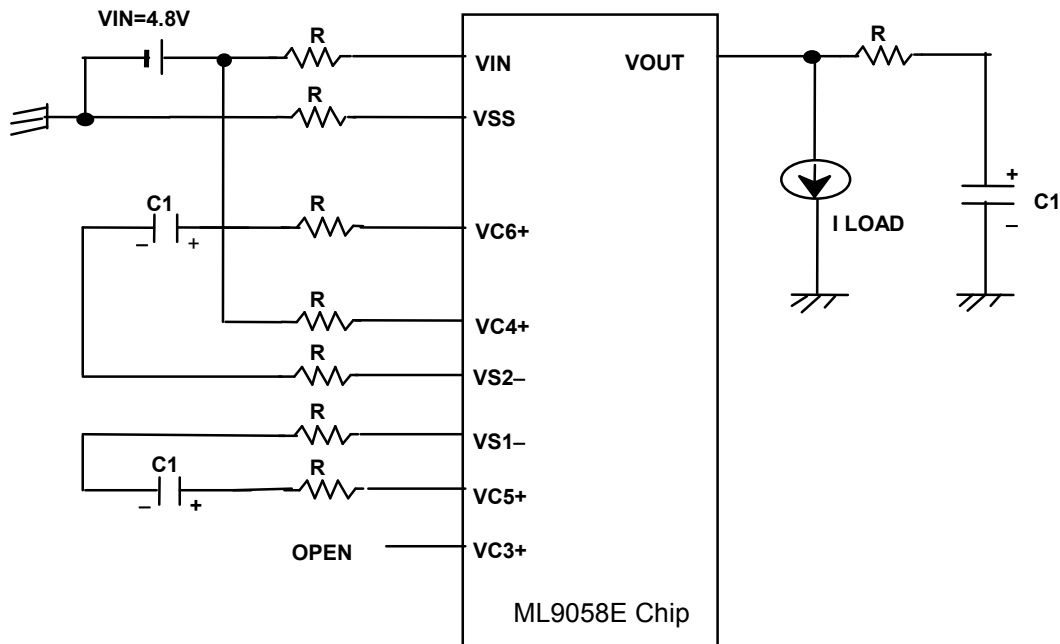 VIN=4.8V
R
VIN
VOUT
R
R
VSS
C1
R
– +
VC6+
I LOAD
+
C1
–
R
VC4+
R
VS2–
R
VS1–
C1
R
– +
VC5+
OPEN
VC3+
ML9058E Chip